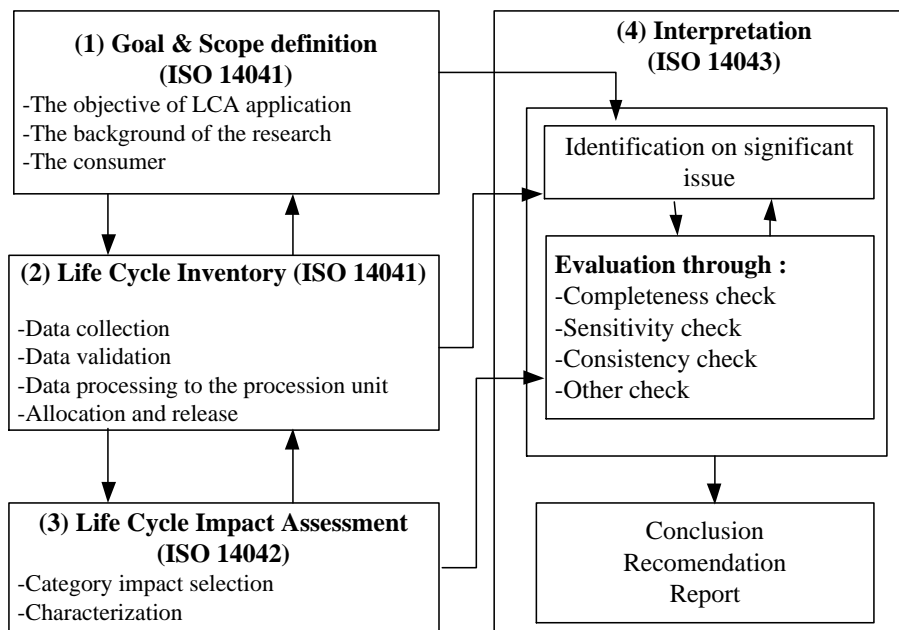 (1) Goal & Scope definition
(ISO 14041)
-The objective of LCA application
-The background of the research
-The consumer
(2) Life Cycle Inventory (ISO 14041)
-Data collection
-Data validation
-Data processing to the procession unit
-Allocation and release
(3) Life Cycle Impact Assessment
(ISO 14042)
-Category impact selection
-Characterization
(4) Interpretation
(ISO 14043)
Identification on significant
issue
Evaluation through :
-Completeness check
-Sensitivity check
-Consistency check
-Other check
Conclusion
Recomendation
Report